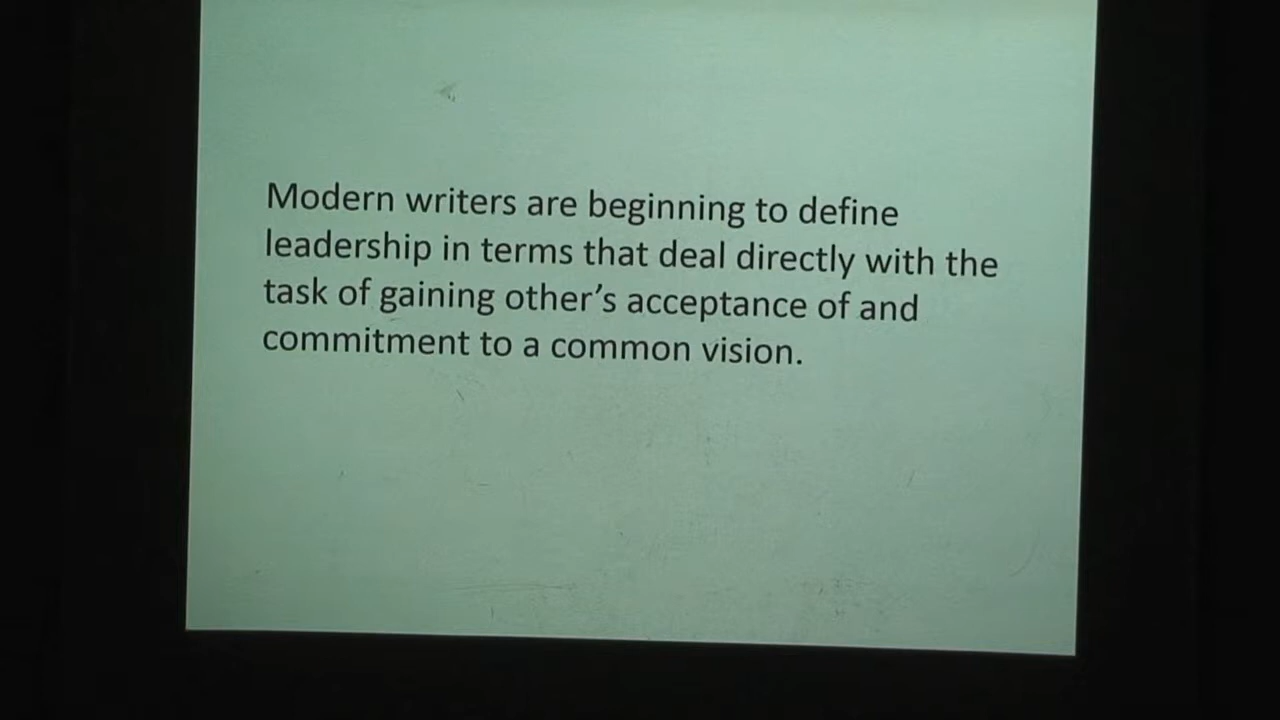 Modern writers are beginning to define
leadership in terms that deal directly with the
task of gaining other’s acceptance of and
commitment to a common vision.